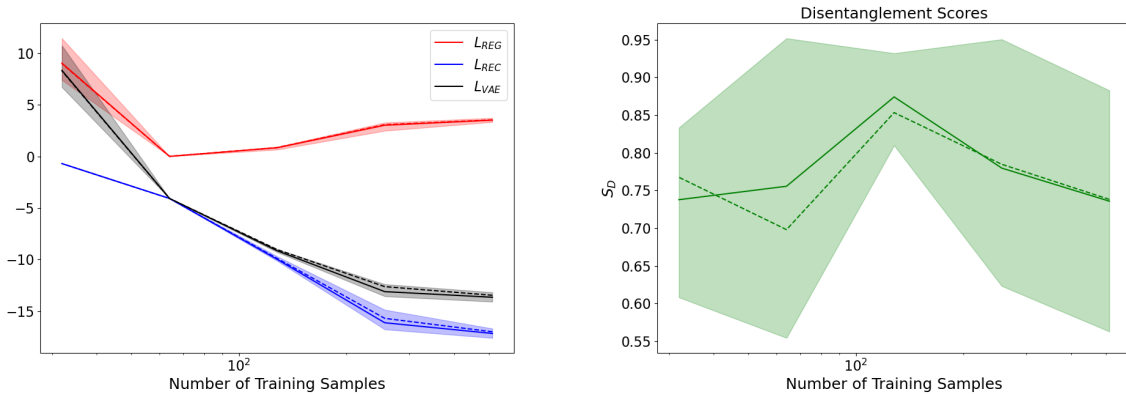 10
5
0
−5
−10
−15
10²
Number of Training Samples
L_REG
L_REC
L_VAE
Disentanglement Scores
0.95
0.90
0.85
0.80
0.75
0.70
0.65
0.60
0.55
S_D
10²
Number of Training Samples